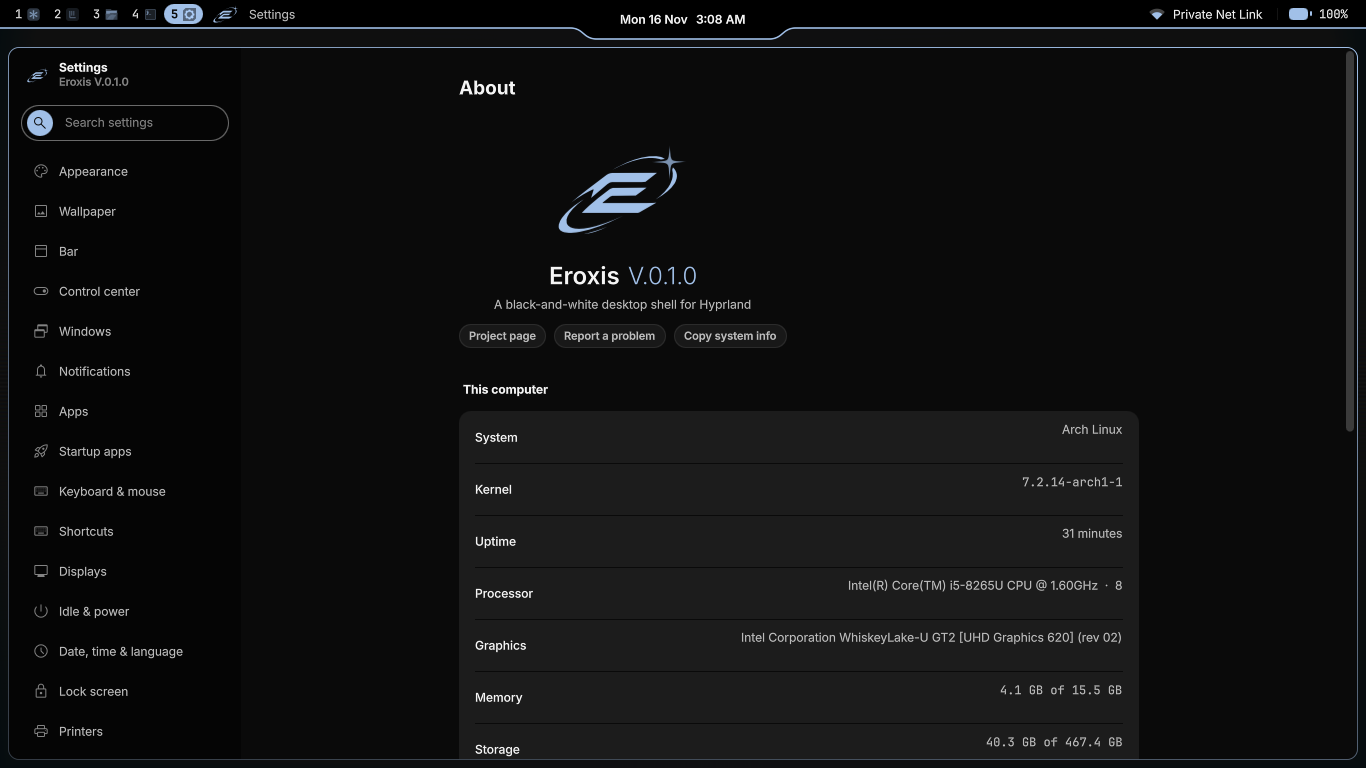 1 2 3 4 5 Settings
Mon 16 Nov 3:08 AM
Private Net Link 100%
Settings
Eroxis V.0.1.0
Search settings
Appearance
Wallpaper
Bar
Control center
Windows
Notifications
Apps
Startup apps
Keyboard & mouse
Shortcuts
Displays
Idle & power
Date, time & language
Lock screen
Printers
About
Eroxis V.0.1.0
A black-and-white desktop shell for Hyprland
Project page Report a problem Copy system info
This computer
System Arch Linux
Kernel 7.2.14-arch1-1
Uptime 31 minutes
Processor Intel(R) Core(TM) i5-8265U CPU @ 1.60GHz · 8
Graphics Intel Corporation WhiskeyLake-U GT2 [UHD Graphics 620] (rev 02)
Memory 4.1 GB of 15.5 GB
Storage 40.3 GB of 467.4 GB